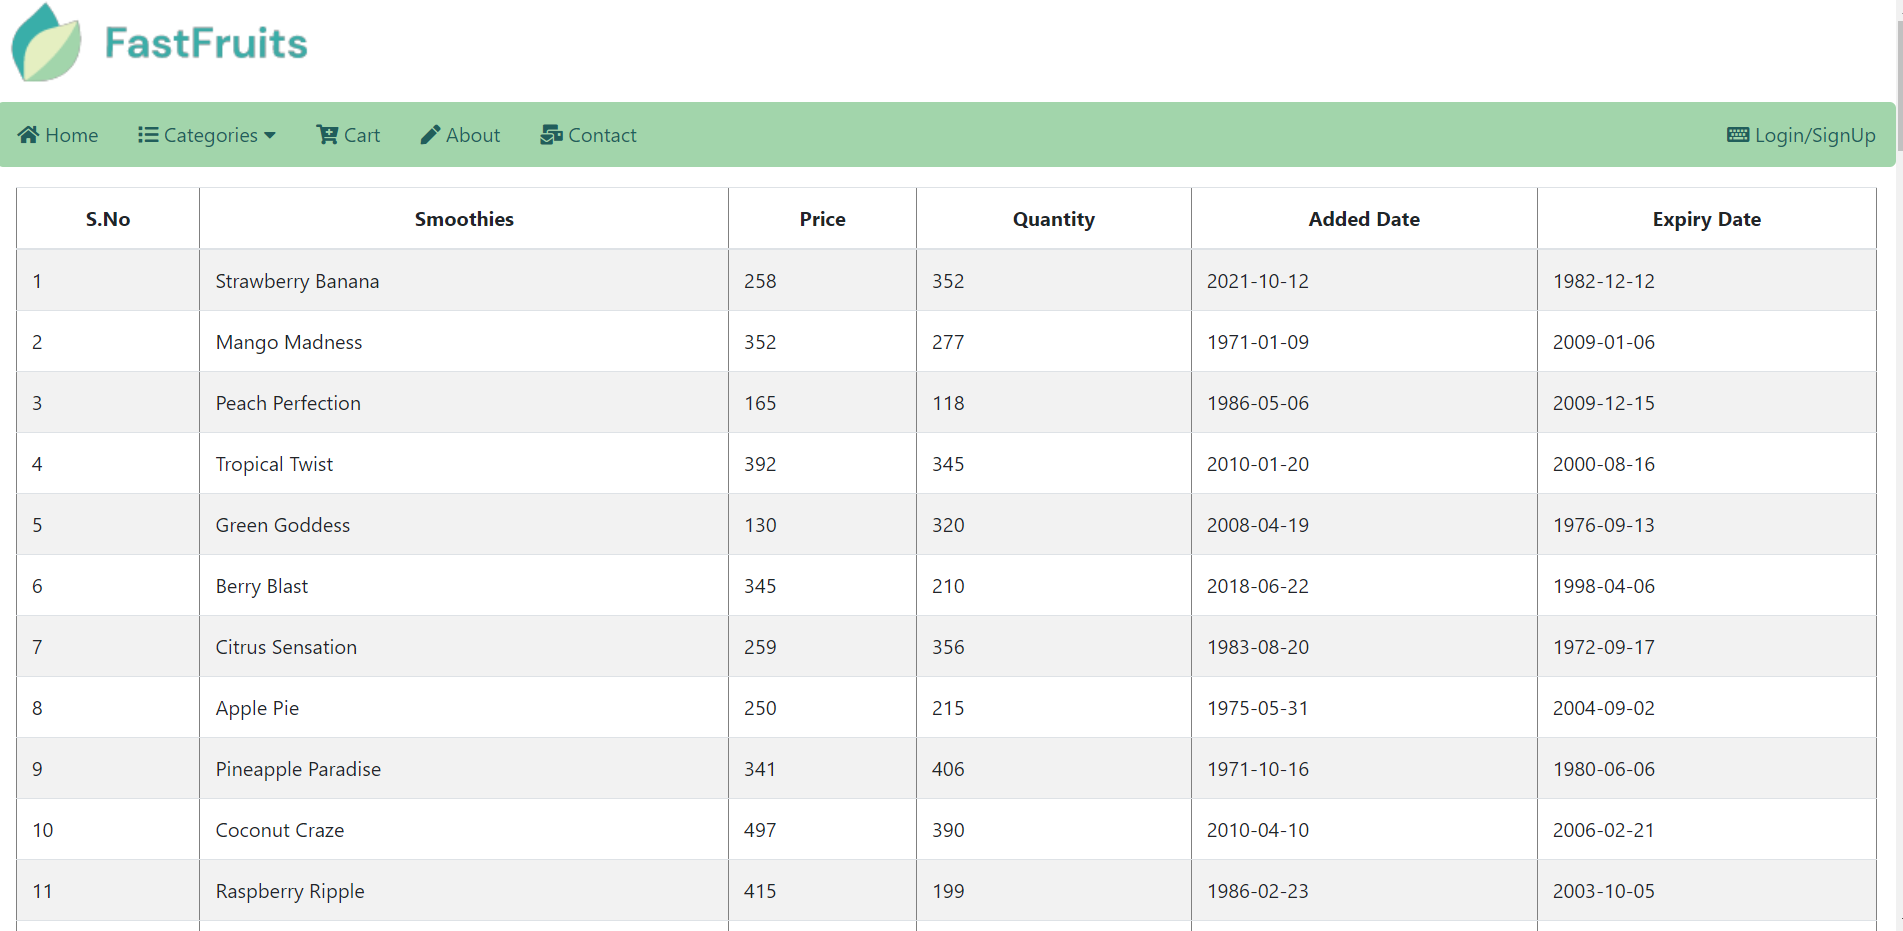 FastFruits
Home Categories Cart About Contact Login/SignUp
S.No Smoothies Price Quantity Added Date Expiry Date
1 Strawberry Banana 258 352 2021-10-12 1982-12-12
2 Mango Madness 352 277 1971-01-09 2009-01-06
3 Peach Perfection 165 118 1986-05-06 2009-12-15
4 Tropical Twist 392 345 2010-01-20 2000-08-16
5 Green Goddess 130 320 2008-04-19 1976-09-13
6 Berry Blast 345 210 2018-06-22 1998-04-06
7 Citrus Sensation 259 356 1983-08-20 1972-09-17
8 Apple Pie 250 215 1975-05-31 2004-09-02
9 Pineapple Paradise 341 406 1971-10-16 1980-06-06
10 Coconut Craze 497 390 2010-04-10 2006-02-21
11 Raspberry Ripple 415 199 1986-02-23 2003-10-05